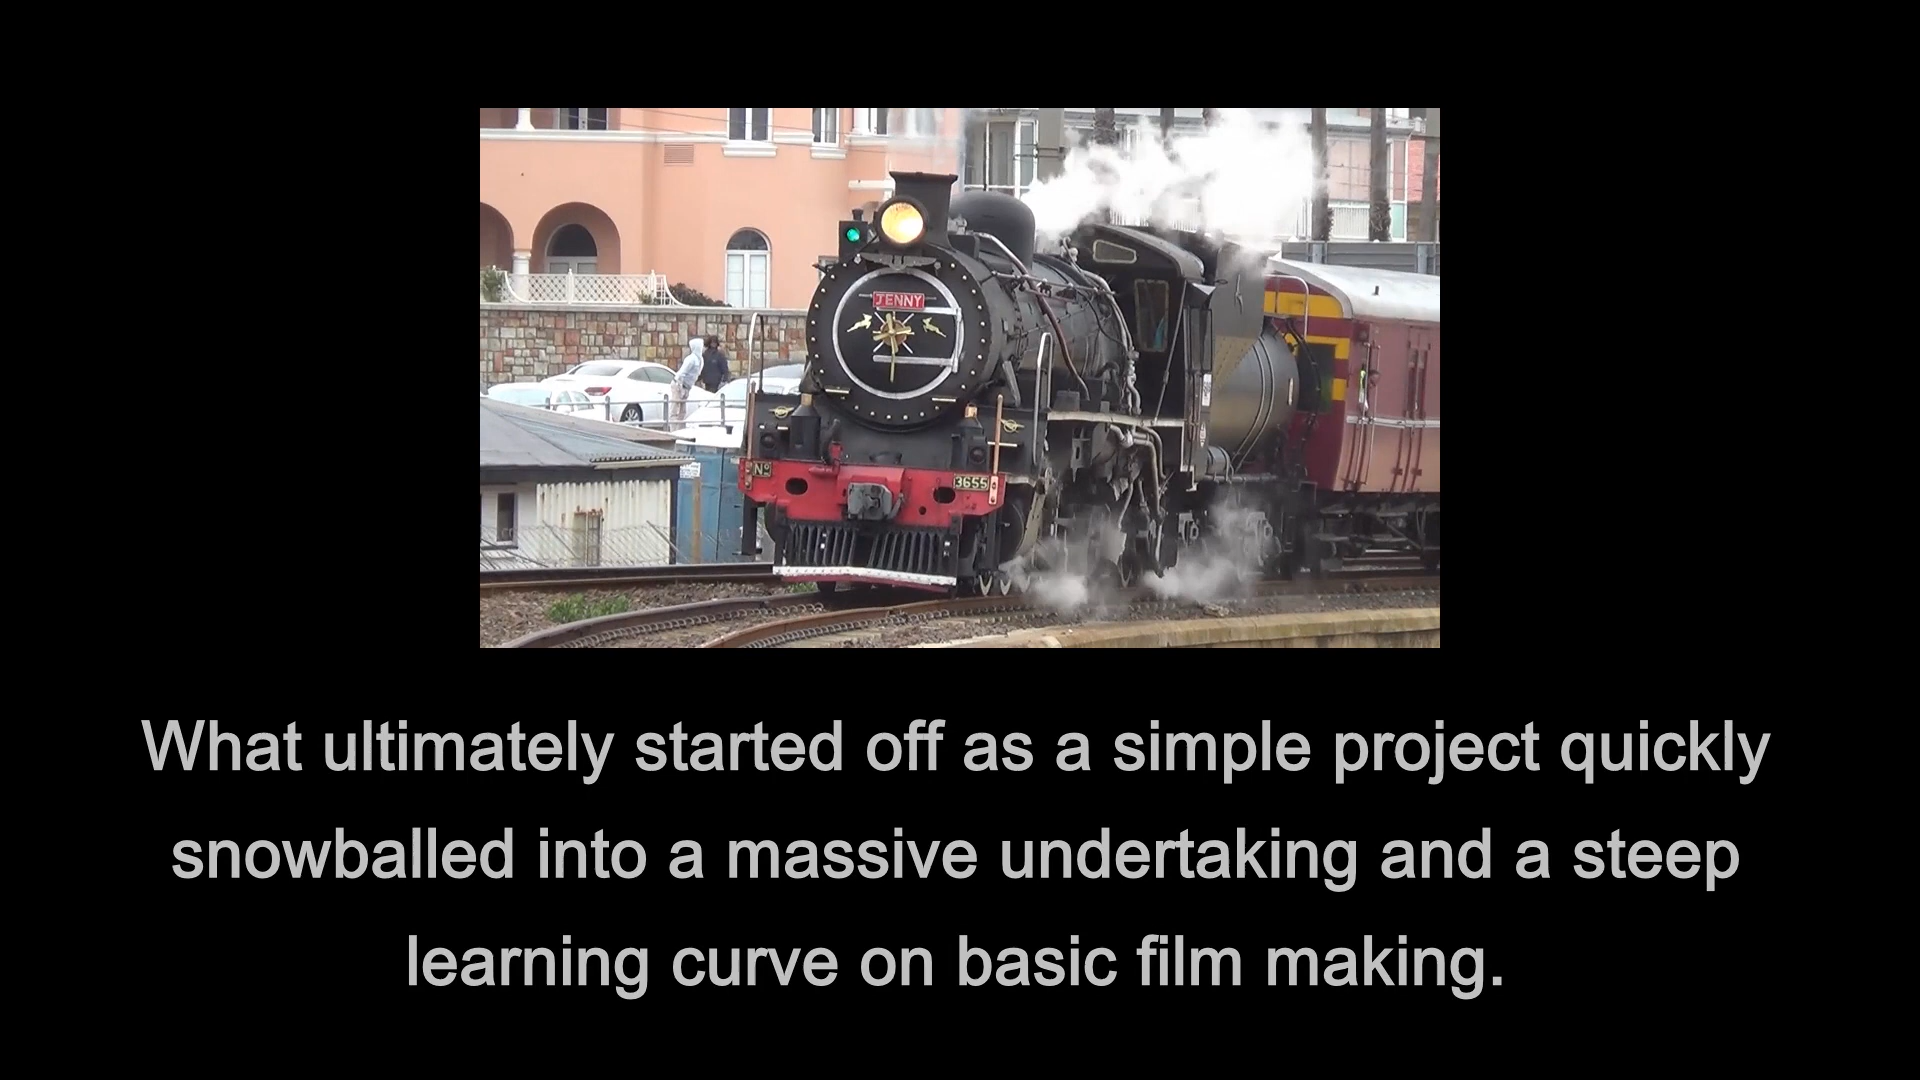 JENNY
Nº
3655
What ultimately started off as a simple project quickly
snowballed into a massive undertaking and a steep
learning curve on basic film making.